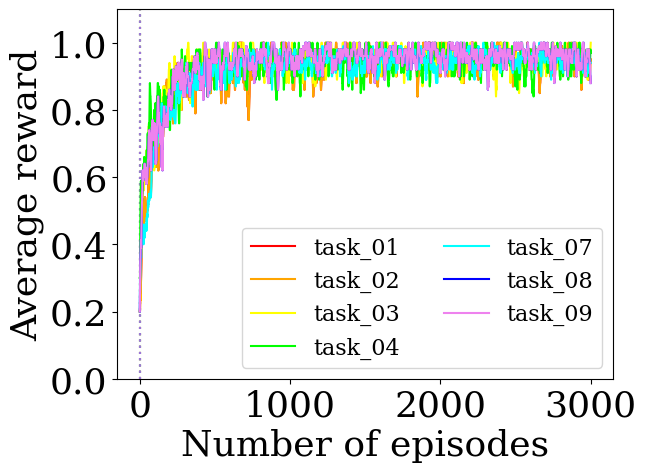 Average reward
1.0
0.8
0.6
0.4
0.2
0.0
task_01
task_02
task_03
task_04
task_07
task_08
task_09
0 1000 2000 3000
Number of episodes